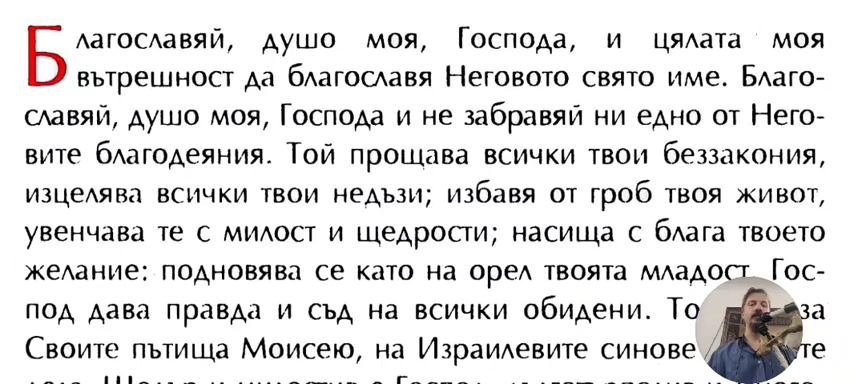 Благославяй, душо моя, Господа, и цялата моя
вътрешност да благославя Неговото свято име. Благо-
славяй, душо моя, Господа и не забравяй ни едно от Него-
вите благодеяния. Той прощава всички твои беззакония,
изцелява всички твои недъзи; избавя от гроб твоя живот,
увенчава те с милост и щедрости; насища с блага твоето
желание: подновява се като на орел твоята младост. Гос-
под дава правда и съд на всички обидени. за
Своите пътища Моисею, на Израилевите синове